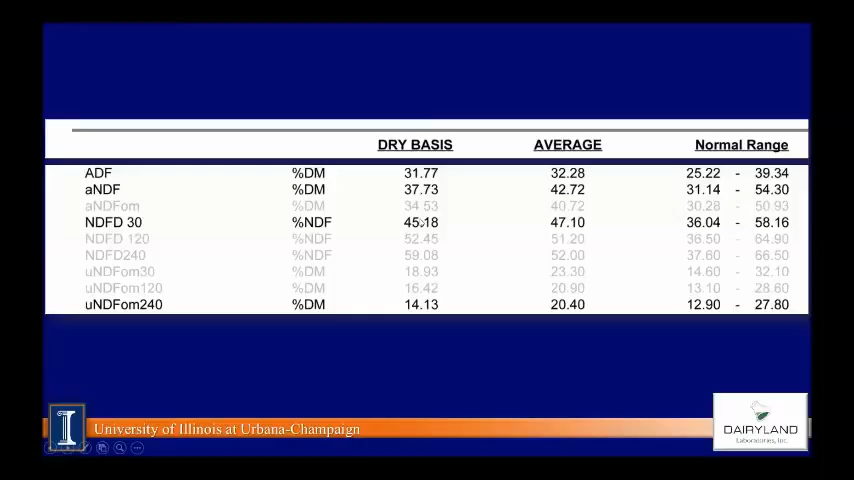 DRY BASIS AVERAGE Normal Range
ADF %DM 31.77 32.28 25.22 - 39.34
aNDF %DM 37.73 42.72 31.14 - 54.30
aNDFom %DM 34.53 40.72 30.28 - 50.93
NDFD 30 %NDF 45.18 47.10 36.04 - 58.16
NDFD 120 %NDF 52.45 51.20 36.50 - 64.90
NDFD240 %NDF 59.08 52.00 37.60 - 66.50
uNDFom30 %DM 18.93 23.30 14.60 - 32.10
uNDFom120 %DM 16.42 20.90 13.10 - 28.60
uNDFom240 %DM 14.13 20.40 12.90 - 27.80
I University of Illinois at Urbana-Champaign
DAIRYLAND
Laboratories, Inc.